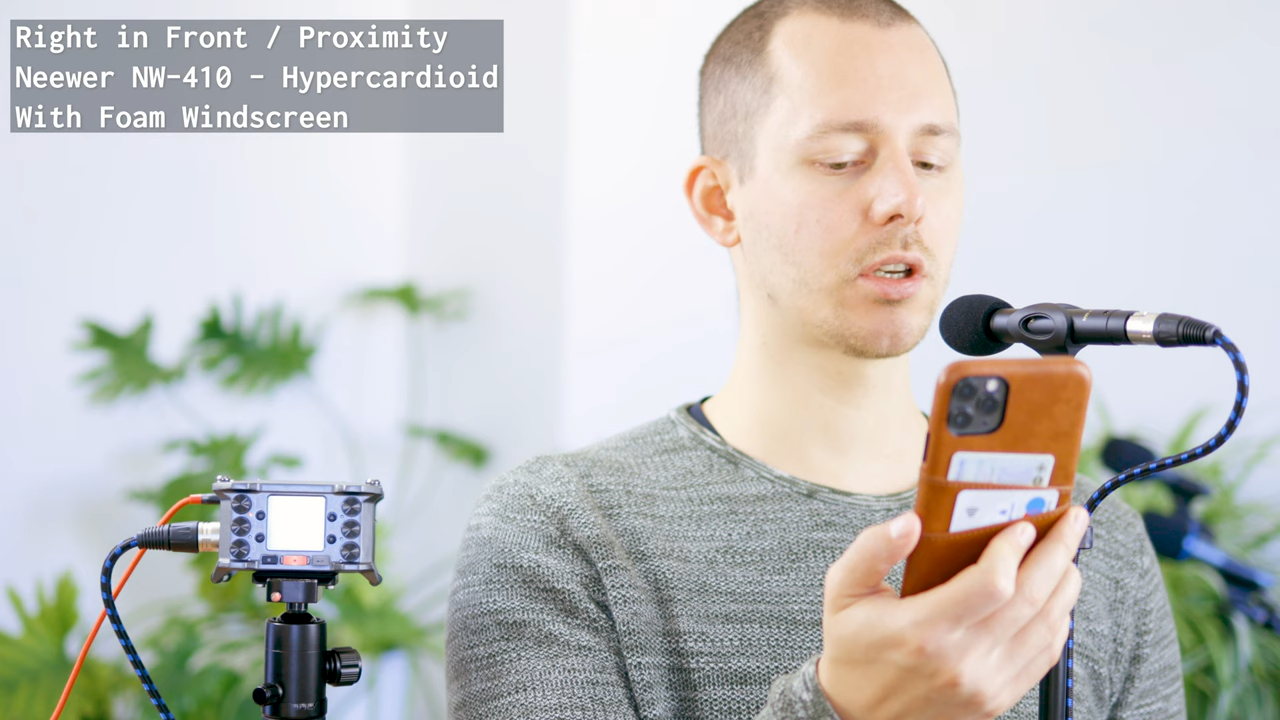 Right in Front / Proximity
Neewer NW-410 - Hypercardioid
With Foam Windscreen